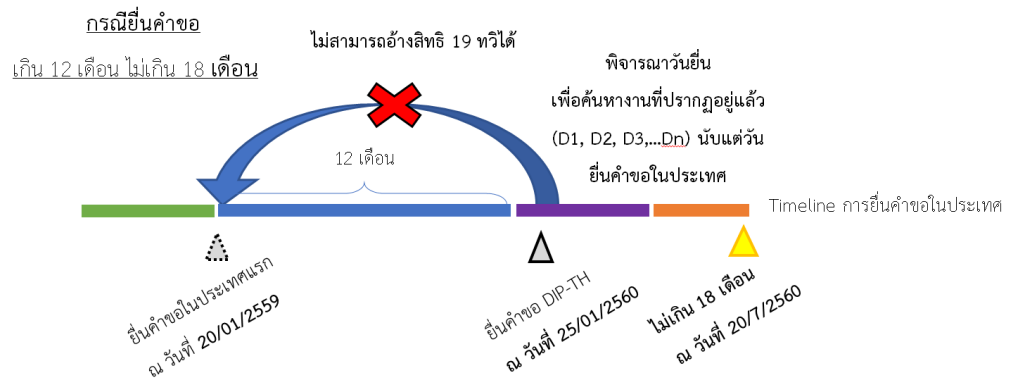 กรณียื่นคำขอ
เกิน 12 เดือน ไม่เกิน 18 เดือน
ไม่สามารถอ้างสิทธิ 19 ทวิได้
พิจารณาวันยื่น
เพื่อค้นหางานที่ปรากฏอยู่แล้ว
(D1, D2, D3,...Dn) นับแต่วัน
ยื่นคำขอในประเทศ
12 เดือน
Timeline การยื่นคำขอในประเทศ
ยื่นคำขอในประเทศแรก
ณ วันที่ 20/01/2559
ยื่นคำขอ DIP-TH
ณ วันที่ 25/01/2560
ไม่เกิน 18 เดือน
ณ วันที่ 20/7/2560